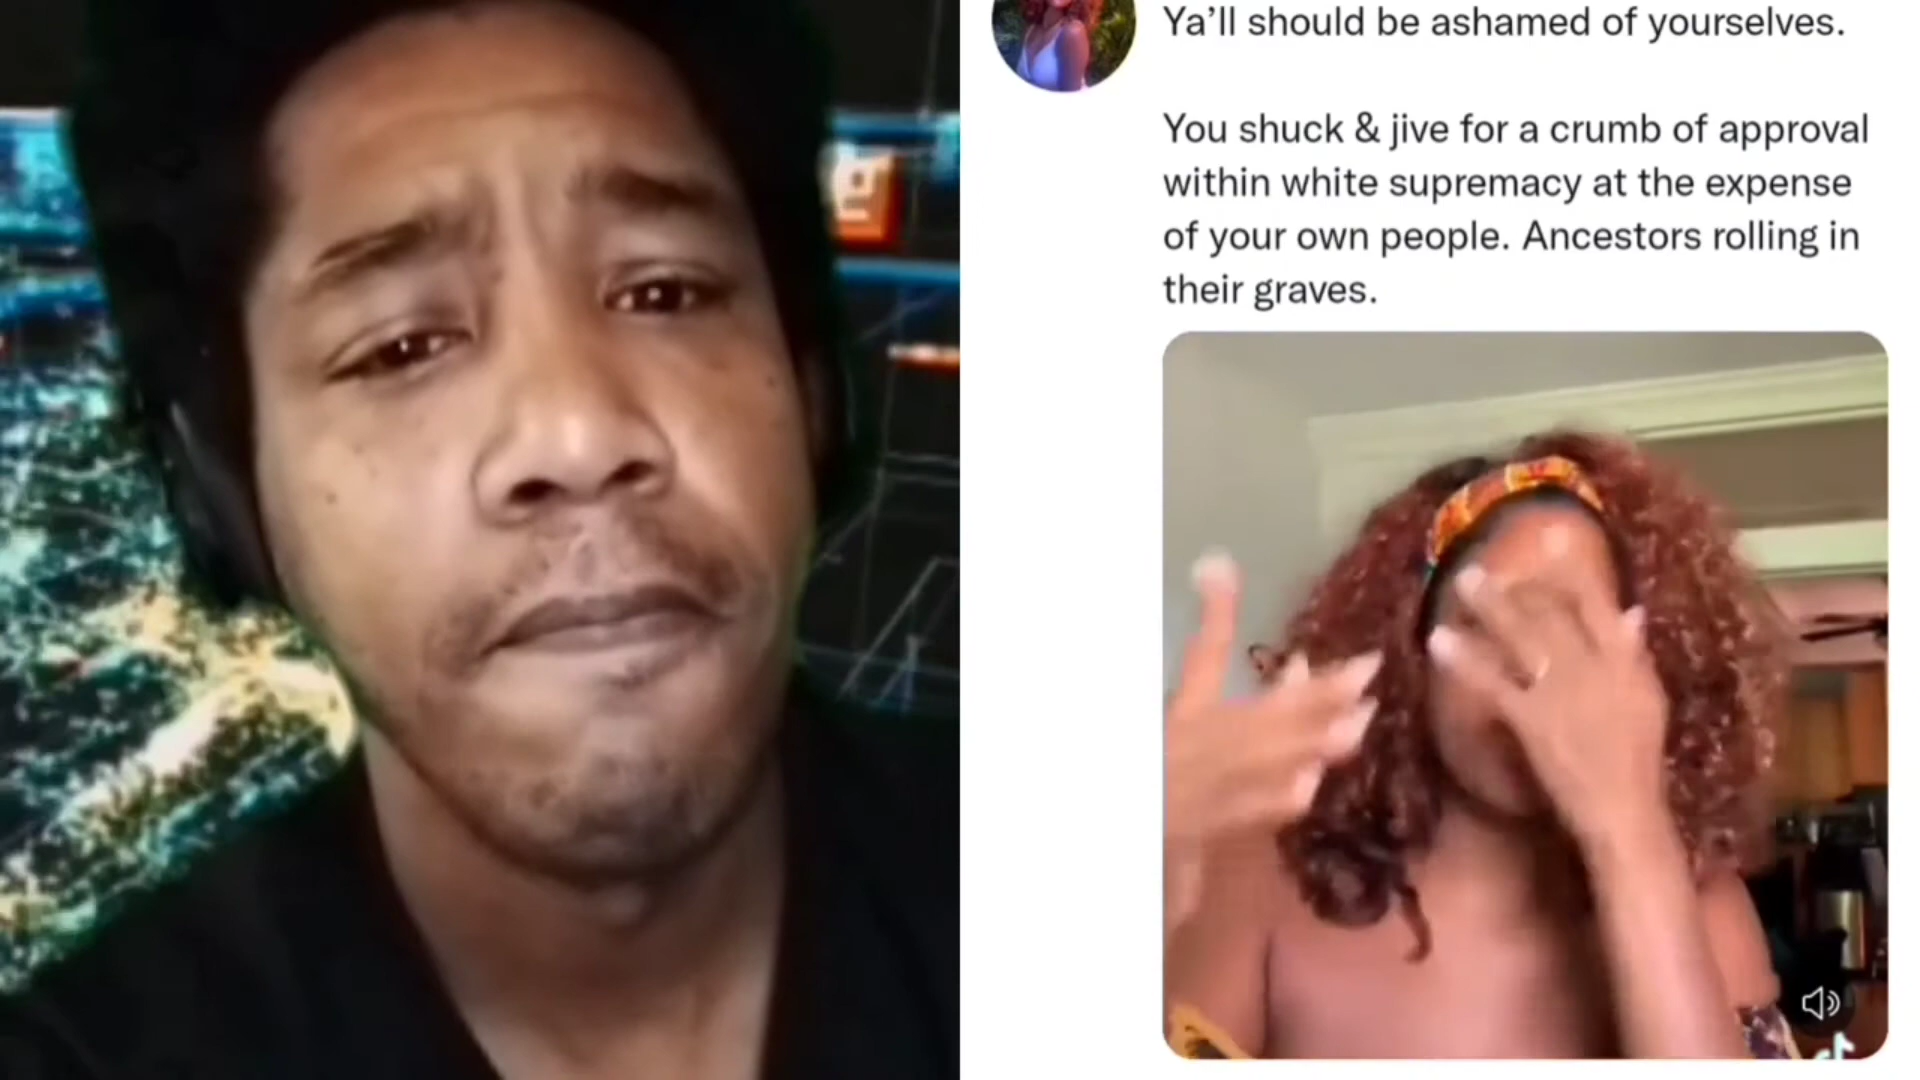 Ya’ll should be ashamed of yourselves.
You shuck & jive for a crumb of approval
within white supremacy at the expense
of your own people. Ancestors rolling in
their graves.